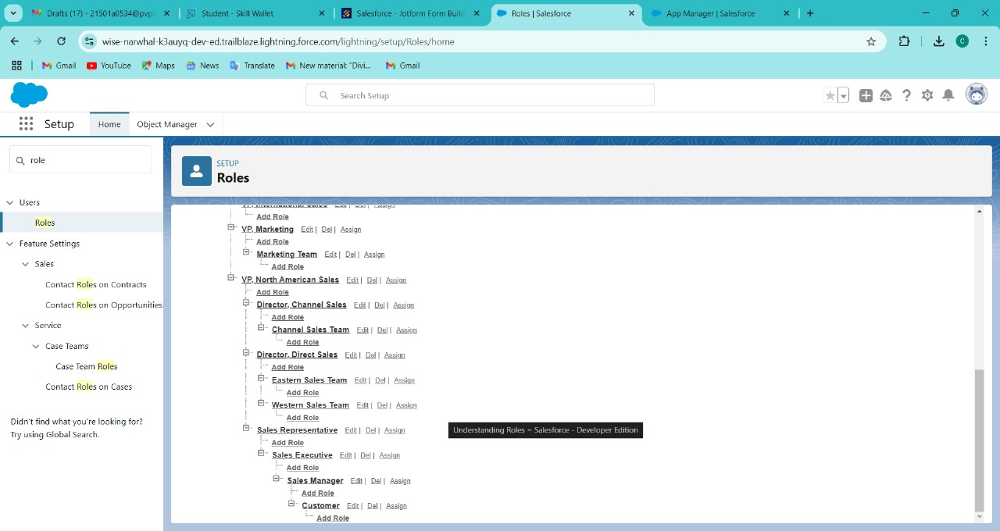 Drafts (17) - 21501a0534@pvps
Student - Skill Wallet
Salesforce - Jotform Form Build
Roles | Salesforce
App Manager | Salesforce
wise-narwhal-k3auyq-dev-ed.trailblaze.lightning.force.com/lightning/setup/Roles/home
C
Gmail
YouTube
Maps
News
Translate
New material: "Divi...
Gmail
Search Setup
Setup
Home
Object Manager
role
Users
Roles
Feature Settings
Sales
Contact Roles on Contracts
Contact Roles on Opportunities
Service
Case Teams
Case Team Roles
Contact Roles on Cases
Didn't find what you're looking for?
Try using Global Search.
SETUP
Roles
VP, International Sales Edit | Del | Assign
Add Role
VP, Marketing Edit | Del | Assign
Add Role
Marketing Team Edit | Del | Assign
Add Role
VP, North American Sales Edit | Del | Assign
Add Role
Director, Channel Sales Edit | Del | Assign
Add Role
Channel Sales Team Edit | Del | Assign
Add Role
Director, Direct Sales Edit | Del | Assign
Add Role
Eastern Sales Team Edit | Del | Assign
Add Role
Western Sales Team Edit | Del | Assign
Add Role
Sales Representative Edit | Del | Assign
Understanding Roles ~ Salesforce - Developer Edition
Add Role
Sales Executive Edit | Del | Assign
Add Role
Sales Manager Edit | Del | Assign
Add Role
Customer Edit | Del | Assign
Add Role